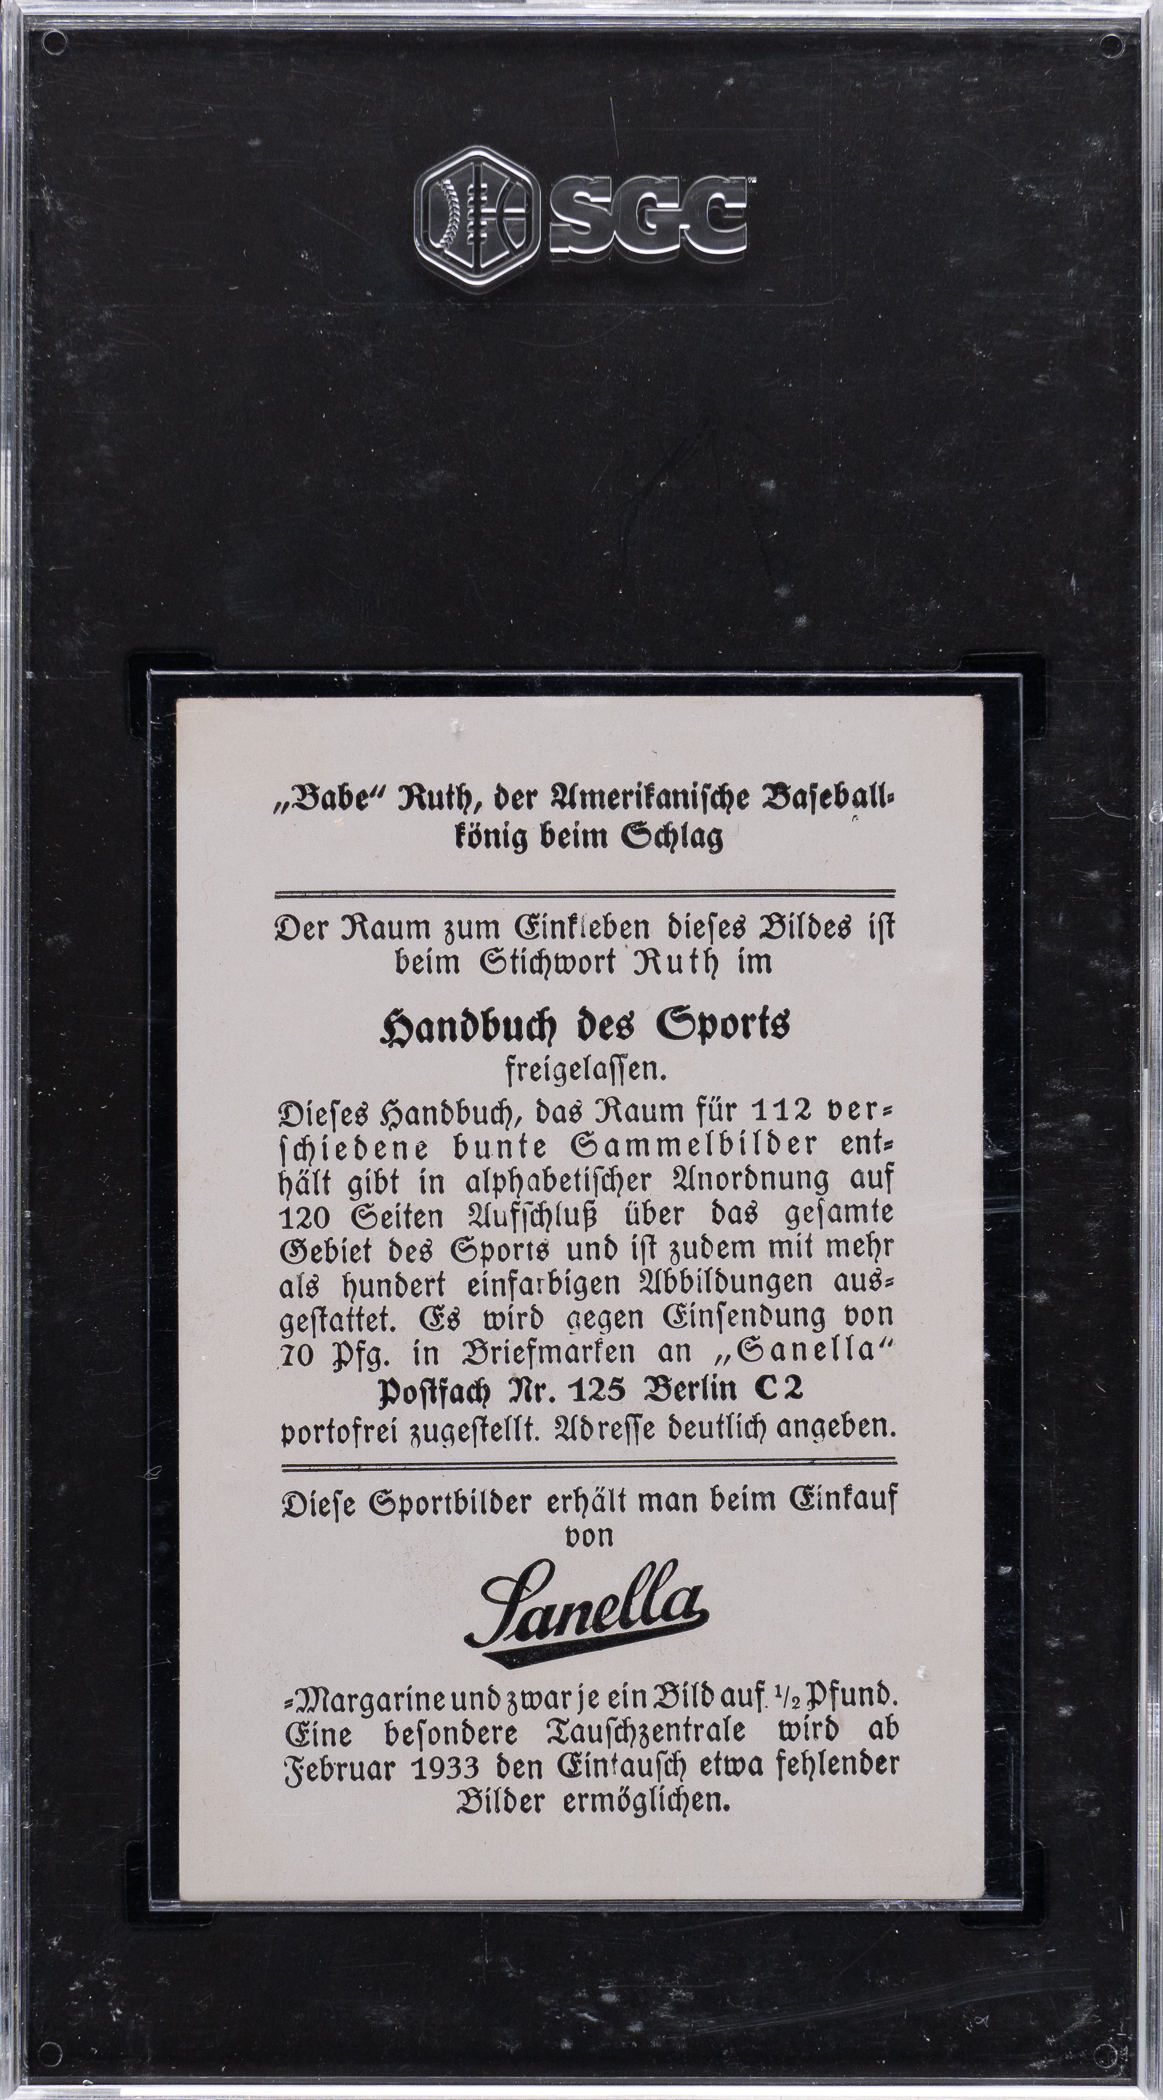 SGC
„Babe“ Ruth, der Amerikanische Baseball-
könig beim Schlag
Der Raum zum Einkleben dieses Bildes ist
beim Stichwort Ruth im
Handbuch des Sports
freigelassen.
Dieses Handbuch, das Raum für 112 ver-
schiedene bunte Sammelbilder ent-
hält gibt in alphabetischer Anordnung auf
120 Seiten Aufschluß über das gesamte
Gebiet des Sports und ist zudem mit mehr
als hundert einfarbigen Abbildungen aus-
gestattet. Es wird gegen Einsendung von
70 Pfg. in Briefmarken an „Sanella“
Postfach Nr. 125 Berlin C 2
portofrei zugestellt. Adresse deutlich angeben.
Diese Sportbilder erhält man beim Einkauf
von
Sanella
-Margarine und zwar je ein Bild auf ½ Pfund.
Eine besondere Tauschzentrale wird ab
Februar 1933 den Eintausch etwa fehlender
Bilder ermöglichen.